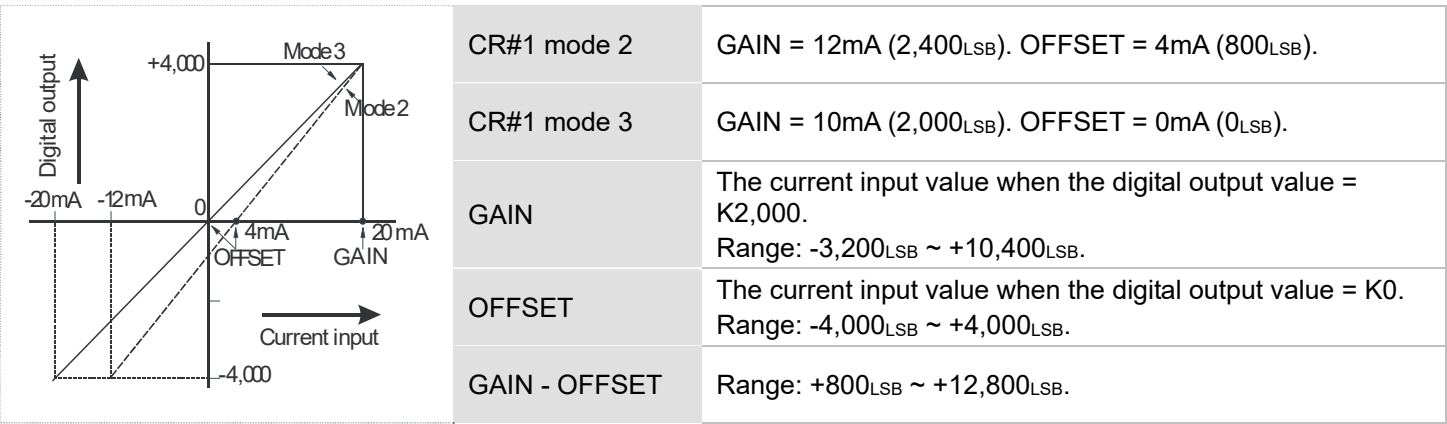 Digital output
+4,000
Mode3
Mode2
-20mA
-12mA
0
4mA
20mA
OFFSET
GAIN
Current input
-4,000
CR#1 mode 2
GAIN = 12mA (2,400LSB). OFFSET = 4mA (800LSB).
CR#1 mode 3
GAIN = 10mA (2,000LSB). OFFSET = 0mA (0LSB).
GAIN
The current input value when the digital output value =
K2,000.
Range: -3,200LSB ~ +10,400LSB.
OFFSET
The current input value when the digital output value = K0.
Range: -4,000LSB ~ +4,000LSB.
GAIN - OFFSET
Range: +800LSB ~ +12,800LSB.